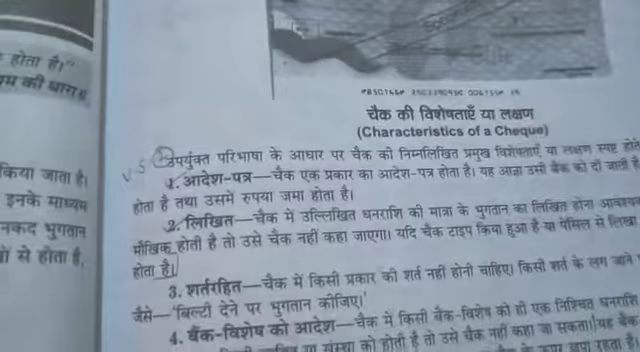 होता है।"
किया जाता है।
इनके माध्यम
नकद भुगतान
से होता है,
चैक की विशेषताएँ या लक्षण
(Characteristics of a Cheque)
उपर्युक्त परिभाषा के आधार पर चैक की निम्नलिखित प्रमुख विशेषताएँ या लक्षण स्पष्ट होते
1. आदेश-पत्र—चैक एक प्रकार का आदेश-पत्र होता है। यह आज्ञा उसी बैंक को दी जाती है
होता है तथा उसमें रुपया जमा होता है।
2. लिखित—चैक में उल्लिखित धनराशि की मात्रा के भुगतान का लिखित होना आवश्यक
मौखिक होती है तो उसे चैक नहीं कहा जाएगा। यदि चैक टाइप किया हुआ है या पेंसिल से लिखा
होता है।
3. शर्तरहित—चैक में किसी प्रकार की शर्त नहीं होनी चाहिए। किसी शर्त के लग जाने
जैसे—'बिल्टी देने पर भुगतान कीजिए।'
4. बैंक-विशेष को आदेश—चैक में किसी बैंक-विशेष को ही एक निश्चित धनराशि
या संस्था को होती है तो उसे चैक नहीं कहा जा सकता। यह बैंक
रुपया जमा रहता है।